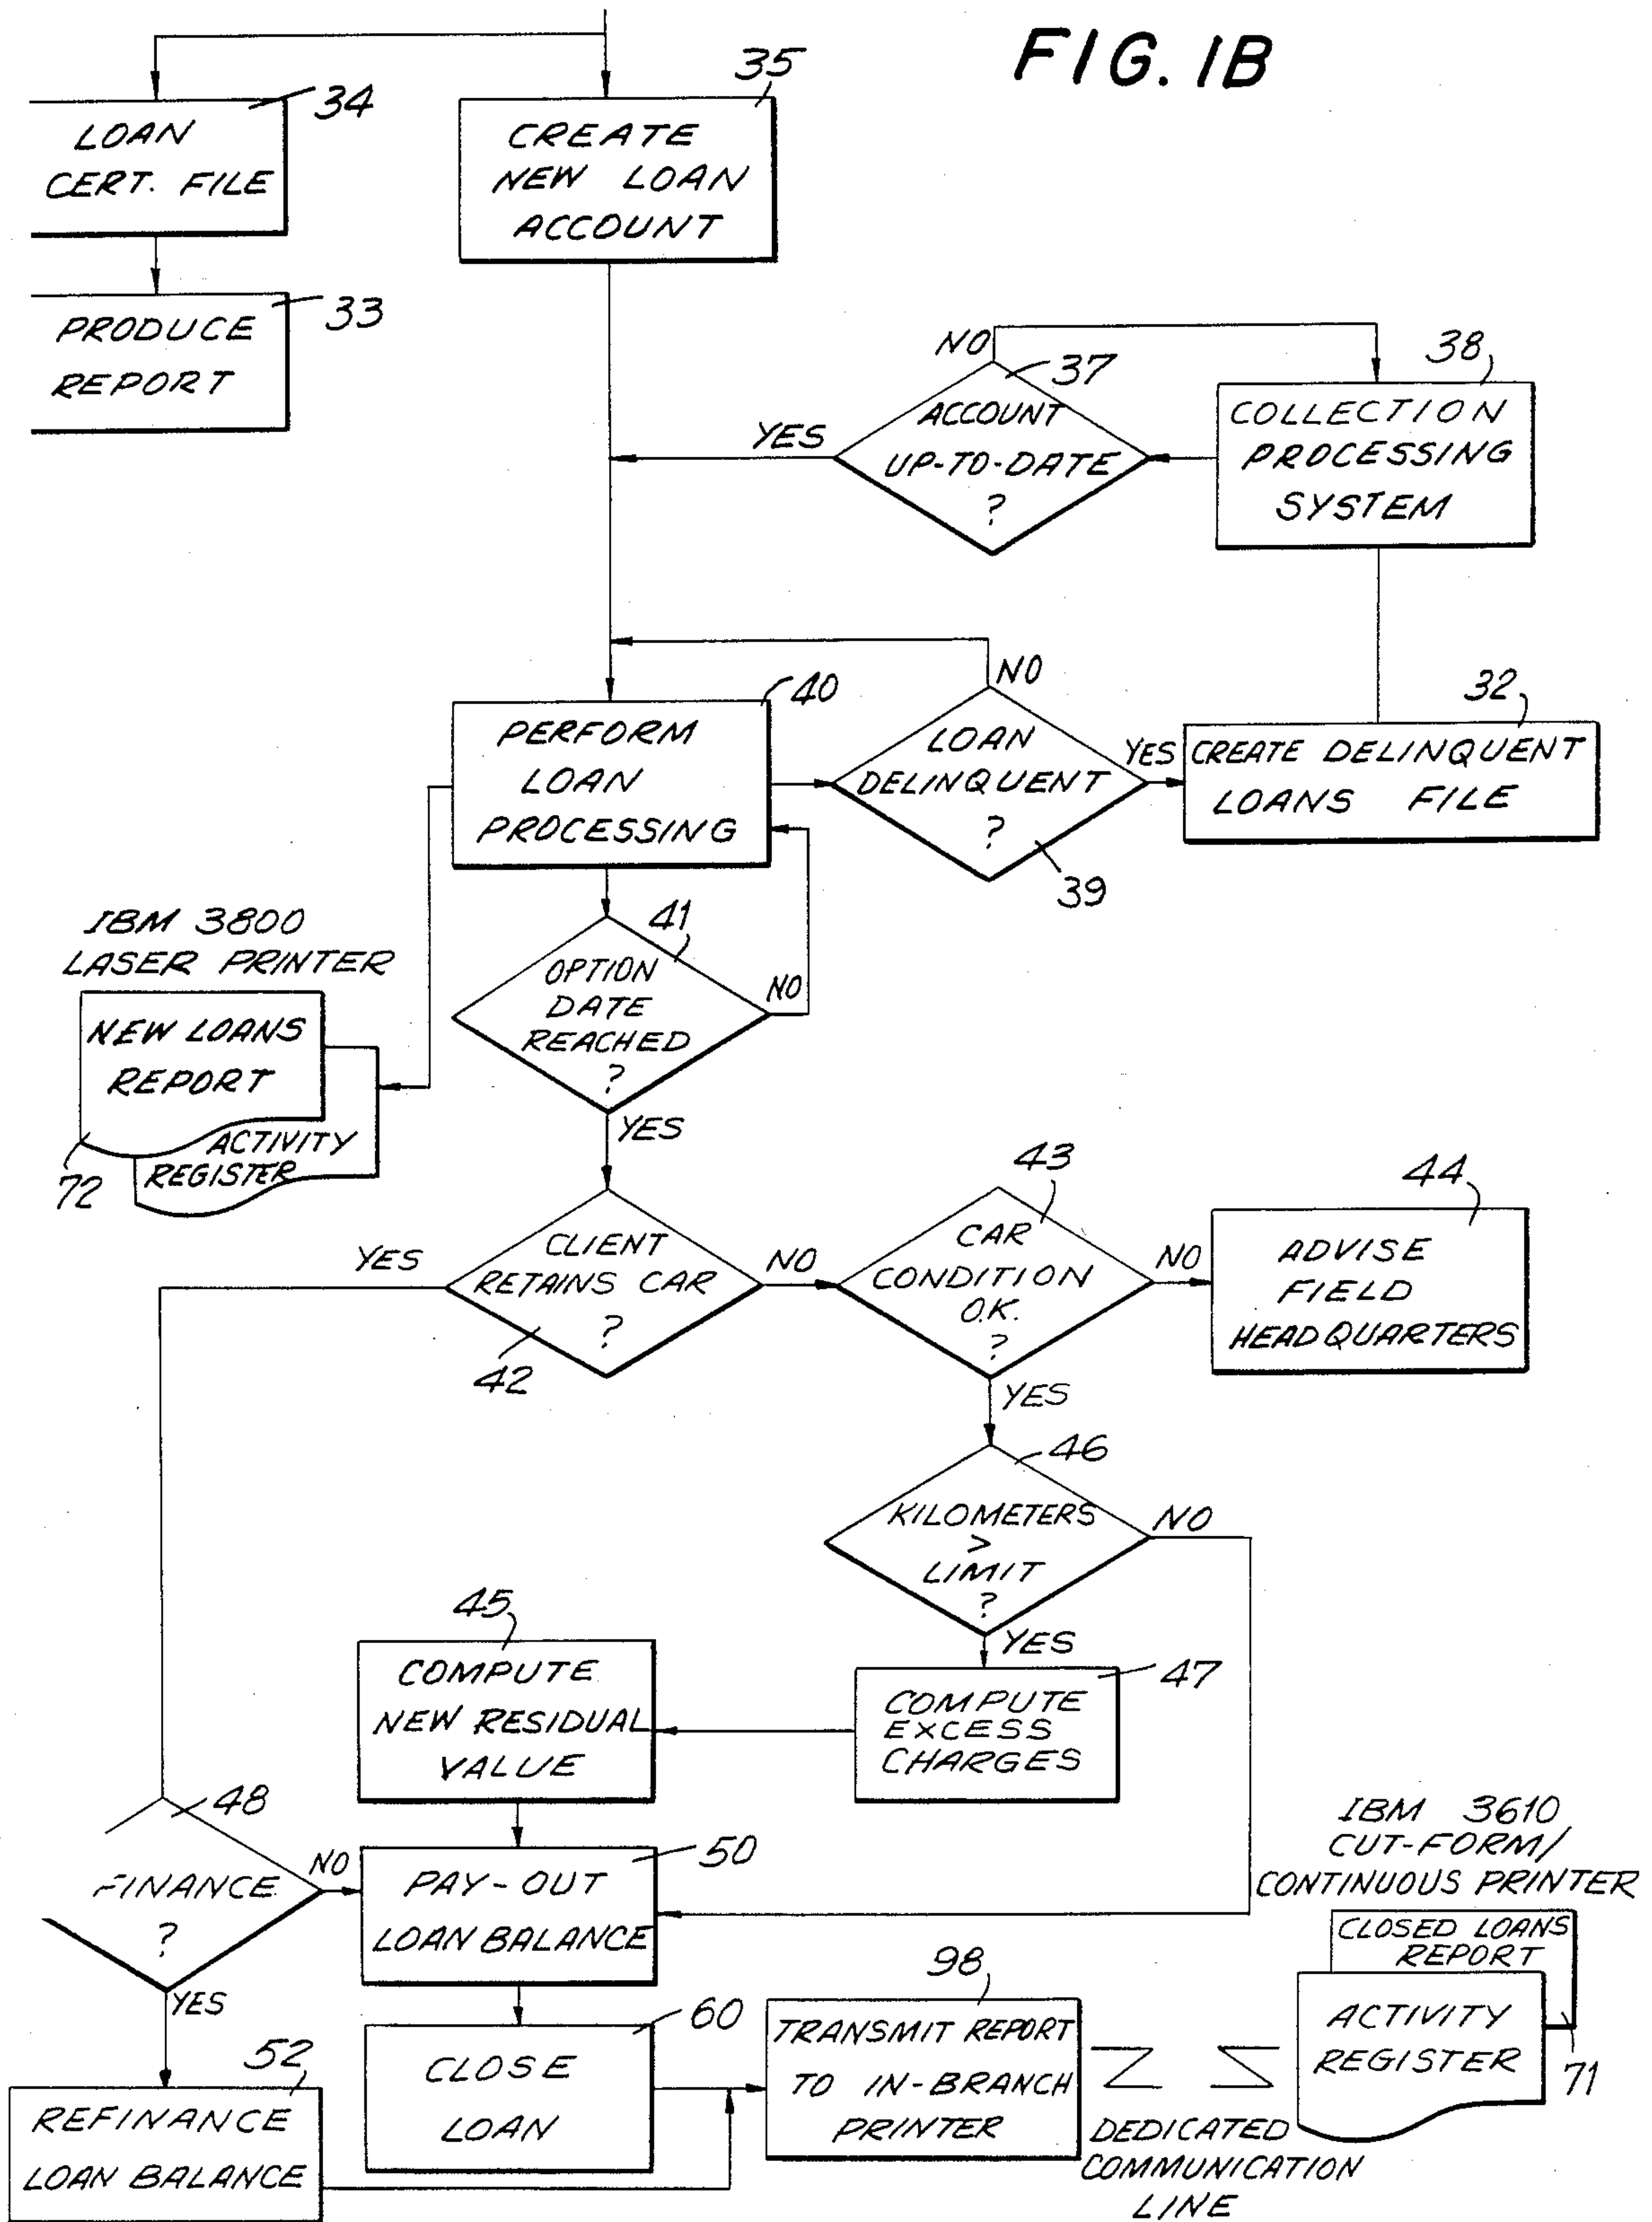 FIG. 1B
34
LOAN
CERT. FILE
35
CREATE
NEW LOAN
ACCOUNT
33
PRODUCE
REPORT
NO
37
ACCOUNT
UP-TO-DATE
?
YES
38
COLLECTION
PROCESSING
SYSTEM
40
PERFORM
LOAN
PROCESSING
NO
LOAN
DELINQUENT
?
39
YES
32
CREATE DELINQUENT
LOANS FILE
IBM 3800
LASER PRINTER
NEW LOANS
REPORT
ACTIVITY
REGISTER
72
41
OPTION
DATE
REACHED
?
NO
YES
YES
CLIENT
RETAINS CAR
?
42
NO
43
CAR
CONDITION
O.K.
?
NO
44
ADVISE
FIELD
HEADQUARTERS
YES
46
KILOMETERS
>
LIMIT
?
NO
YES
45
COMPUTE
NEW RESIDUAL
VALUE
47
COMPUTE
EXCESS
CHARGES
48
FINANCE
?
NO
YES
50
PAY-OUT
LOAN BALANCE
IBM 3610
CUT-FORM/
CONTINUOUS PRINTER
CLOSED LOANS
REPORT
ACTIVITY
REGISTER
71
60
CLOSE
LOAN
98
TRANSMIT REPORT
TO IN-BRANCH
PRINTER
DEDICATED
COMMUNICATION
LINE
52
REFINANCE
LOAN BALANCE